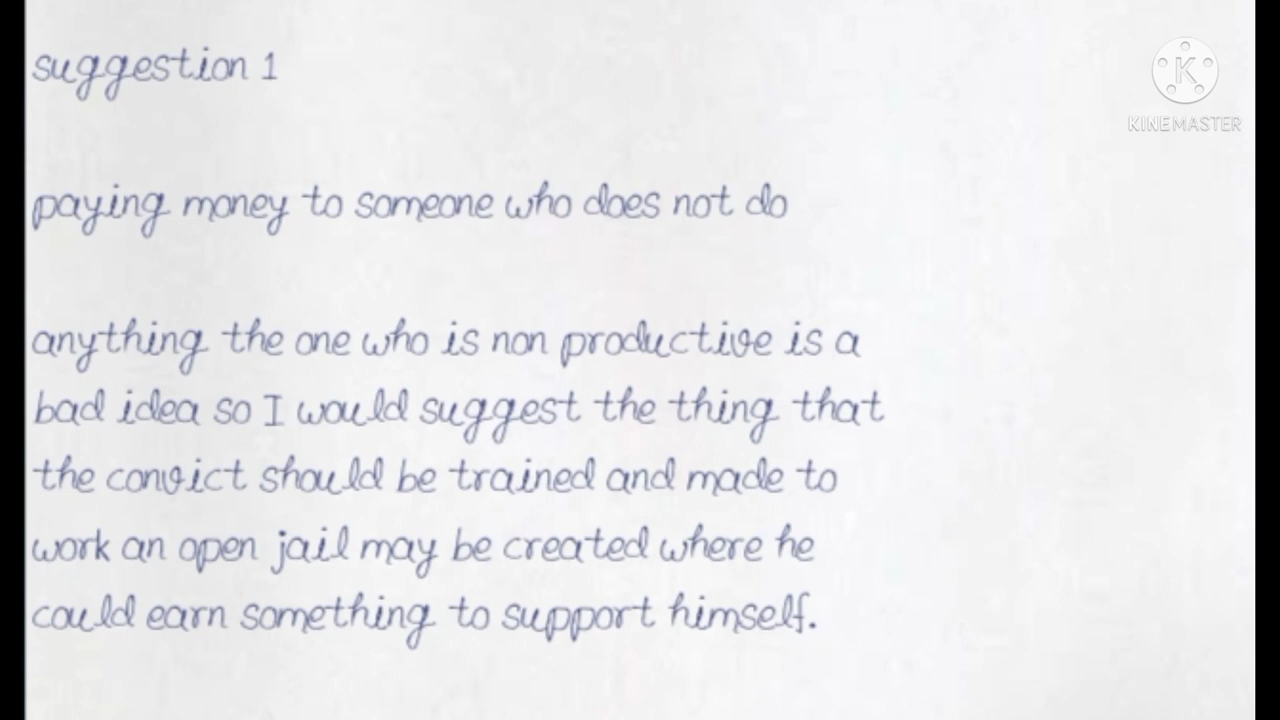 suggestion 1
KINEMASTER
paying money to someone who does not do
anything the one who is non productive is a
bad idea so I would suggest the thing that
the convict should be trained and made to
work an open jail may be created where he
could earn something to support himself.